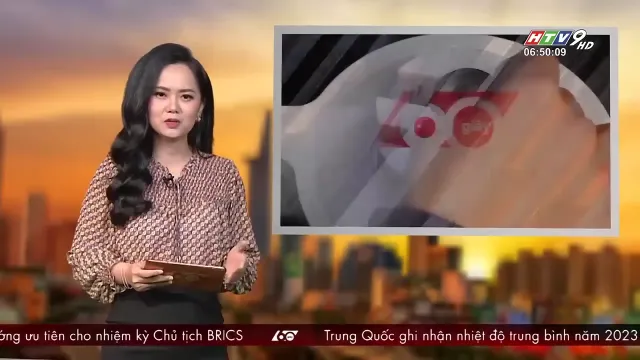 HTV9 HD
06:50:09
ớng ưu tiên cho nhiệm kỳ Chủ tịch BRICS
Trung Quốc ghi nhận nhiệt độ trung bình năm 2023